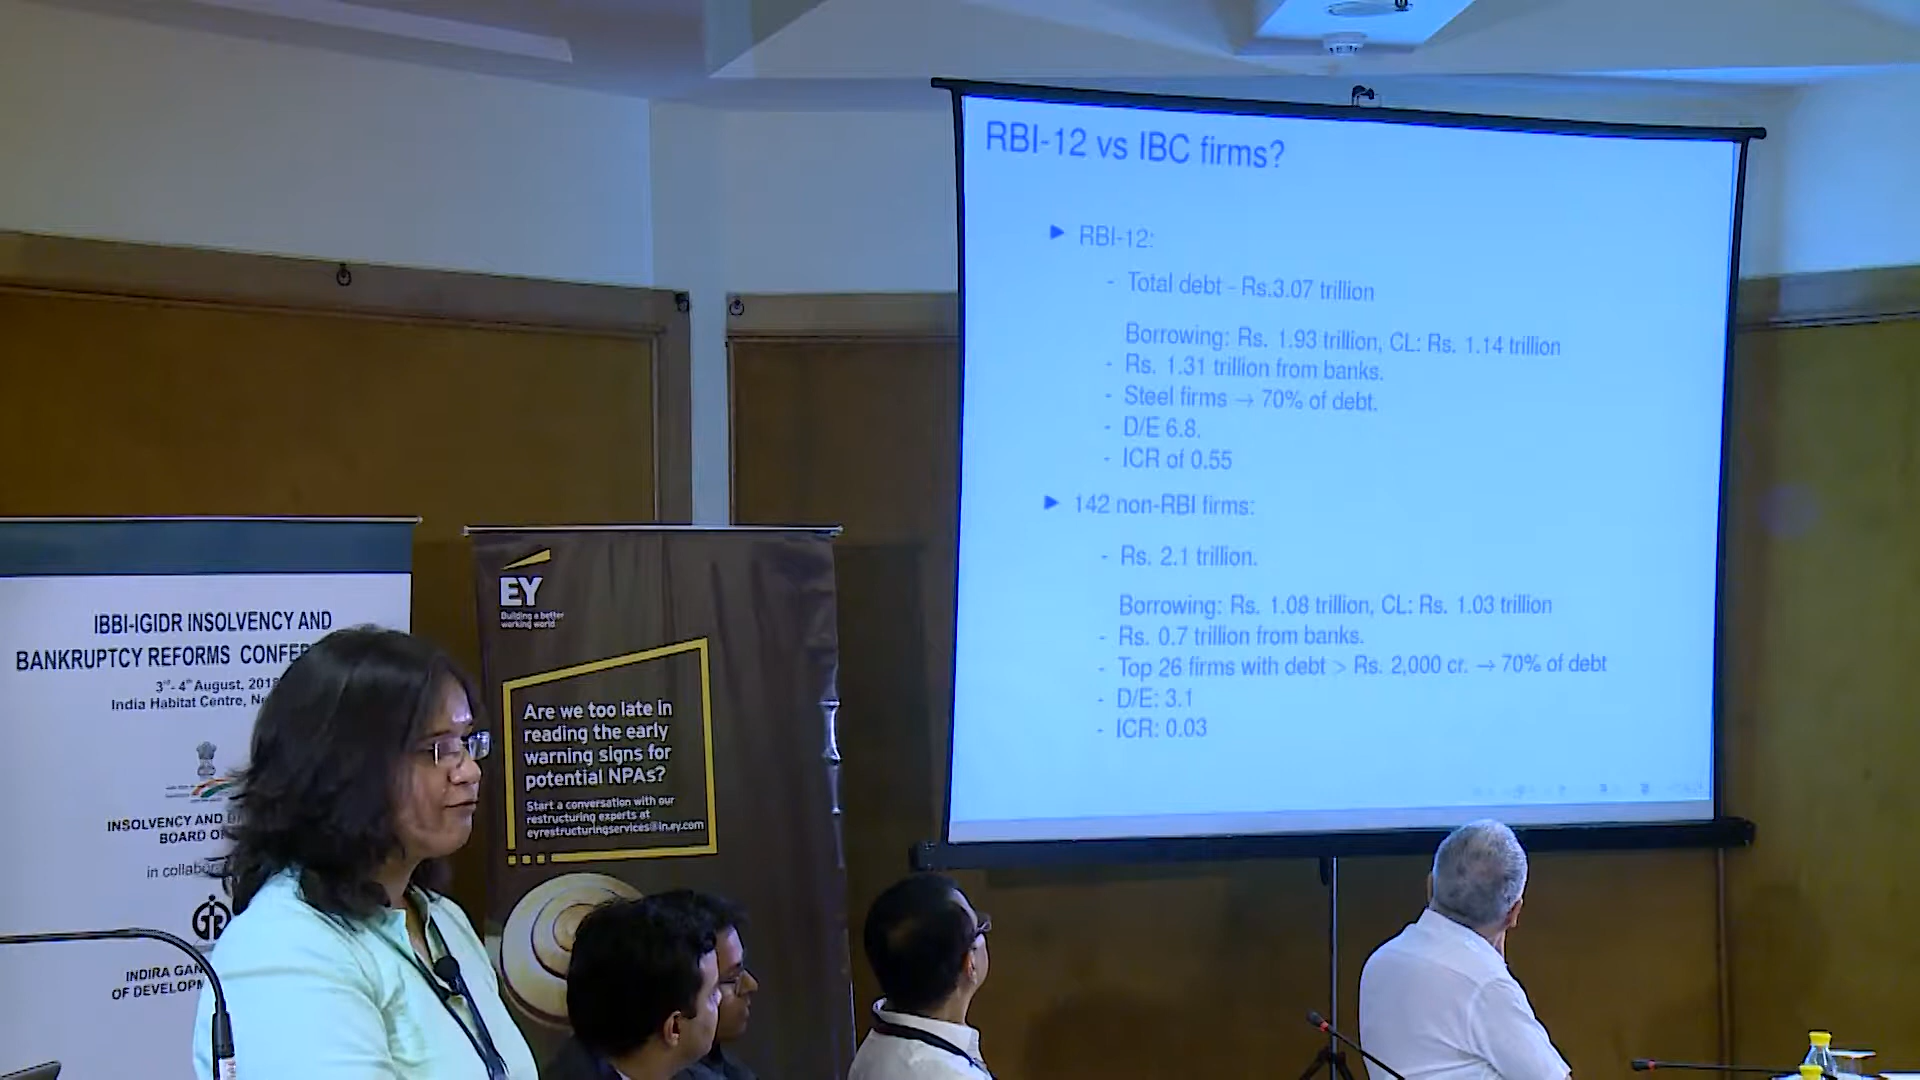 RBI-12 vs IBC firms?
▶ RBI-12:
- Total debt - Rs.3.07 trillion
Borrowing: Rs. 1.93 trillion, CL: Rs. 1.14 trillion
- Rs. 1.31 trillion from banks.
- Steel firms → 70% of debt.
- D/E 6.8.
- ICR of 0.55
▶ 142 non-RBI firms:
- Rs. 2.1 trillion.
Borrowing: Rs. 1.08 trillion, CL: Rs. 1.03 trillion
- Rs. 0.7 trillion from banks.
- Top 26 firms with debt > Rs. 2,000 cr. → 70% of debt
- D/E: 3.1
- ICR: 0.03
IBBI-IGIDR INSOLVENCY AND
BANKRUPTCY REFORMS
3rd- 4th August, 2018
India Habitat Centre,
INSOLVENCY AND
BOARD
in
INDIRA
OF
EY
Building a better
working world
Are we too late in
reading the early
warning signs for
potential NPAs?
Start a conversation with our
restructuring experts at
eyrestructuringservices@in.ey.com